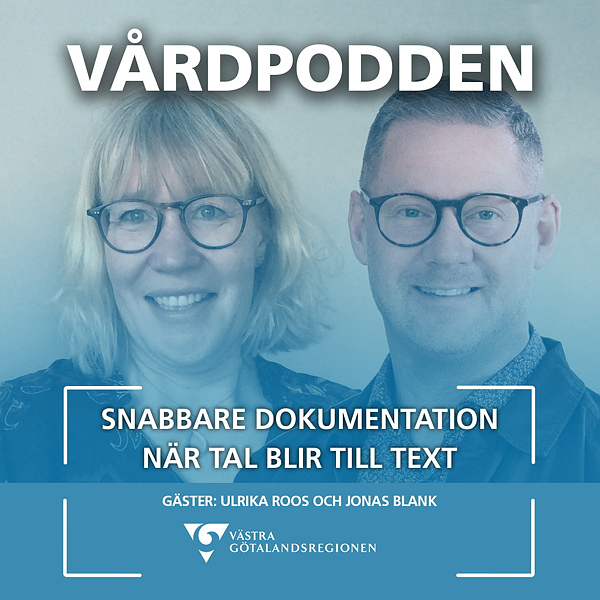 VÅRDPODDEN
SNABBARE DOKUMENTATION
NÄR TAL BLIR TILL TEXT
GÄSTER: ULRIKA ROOS OCH JONAS BLANK
VÄSTRA
GÖTALANDSREGIONEN